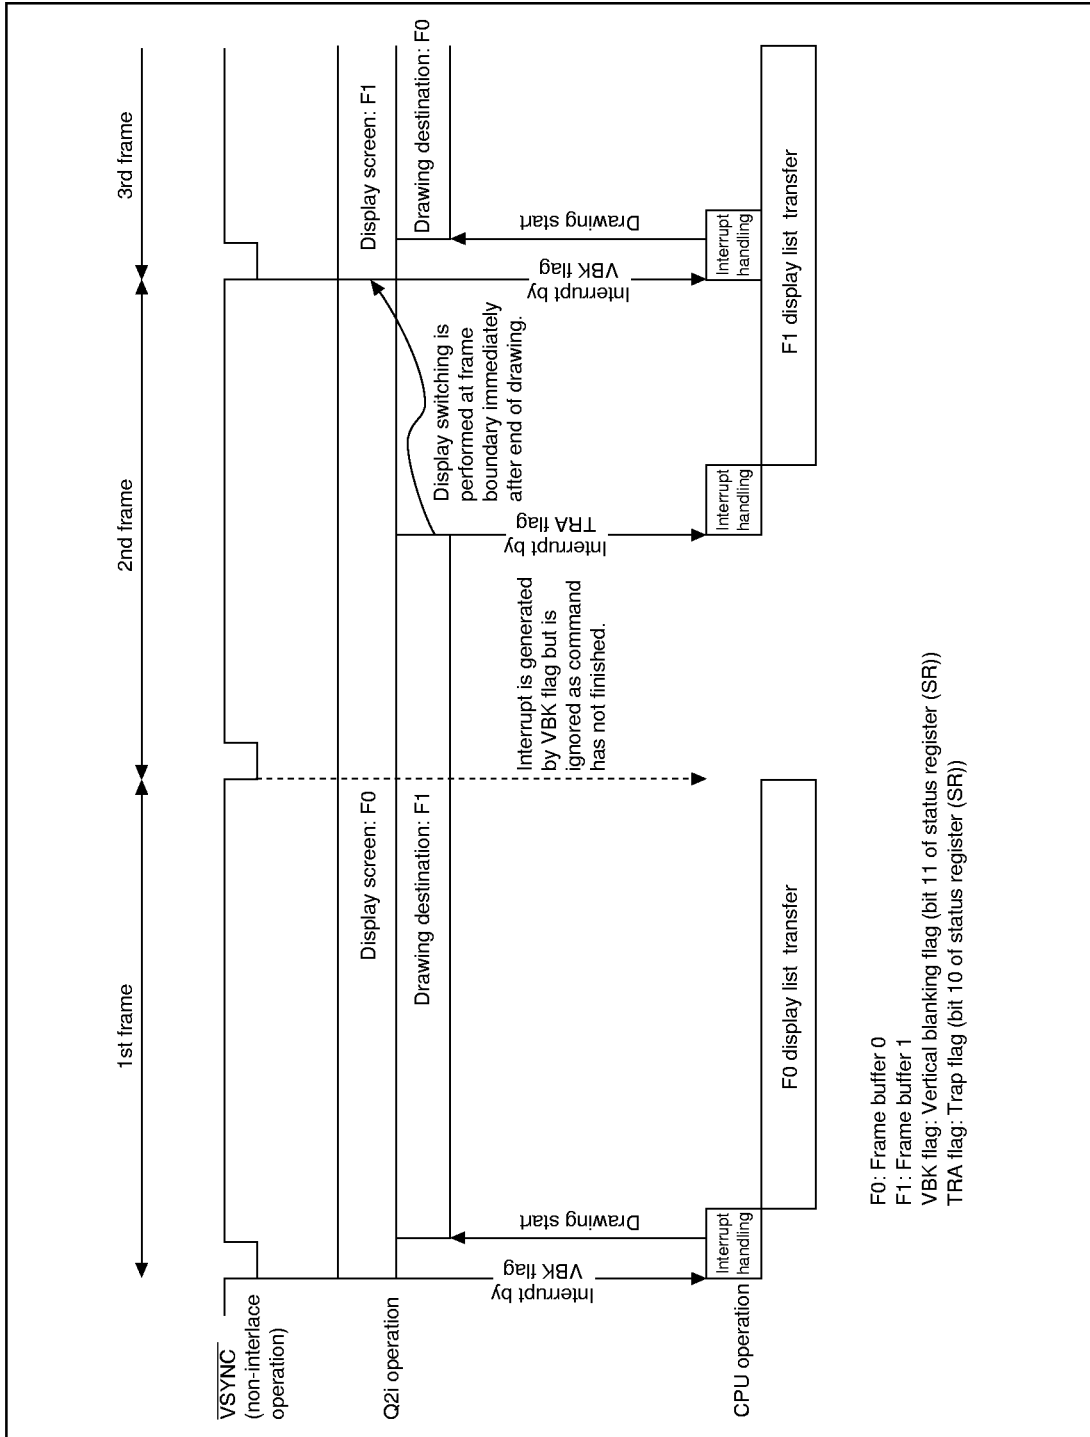 1st frame
2nd frame
3rd frame
VSYNC
(non-interlace
operation)
Q2i operation
Display screen: F0
Display screen: F1
Drawing destination: F1
Drawing destination: F0
Display switching is
performed at frame
boundary immediately
after end of drawing.
Interrupt by
VBK flag
Drawing start
Interrupt is generated
by VBK flag but is
ignored as command
has not finished.
Interrupt by
TRA flag
Interrupt by
VBK flag
Drawing start
CPU operation
Interrupt
handling
Interrupt
handling
Interrupt
handling
F0 display list transfer
F1 display list transfer
F0: Frame buffer 0
F1: Frame buffer 1
VBK flag: Vertical blanking flag (bit 11 of status register (SR))
TRA flag: Trap flag (bit 10 of status register (SR))